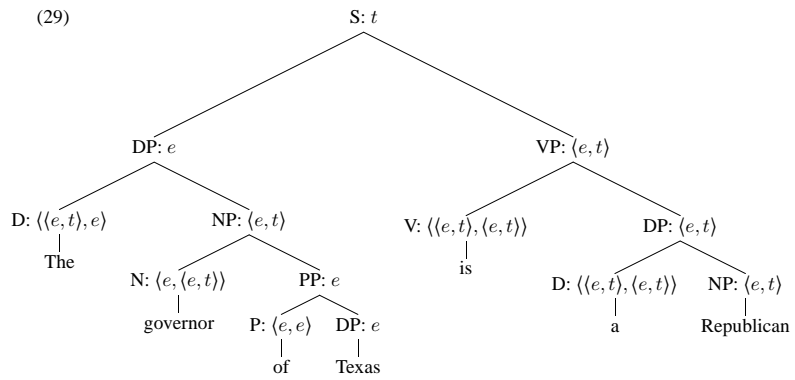 (29) S: t
DP: e VP: ⟨e, t⟩
D: ⟨⟨e, t⟩, e⟩ NP: ⟨e, t⟩ V: ⟨⟨e, t⟩, ⟨e, t⟩⟩ DP: ⟨e, t⟩
The is
N: ⟨e, ⟨e, t⟩⟩ PP: e D: ⟨⟨e, t⟩, ⟨e, t⟩⟩ NP: ⟨e, t⟩
governor P: ⟨e, e⟩ DP: e a Republican
of Texas